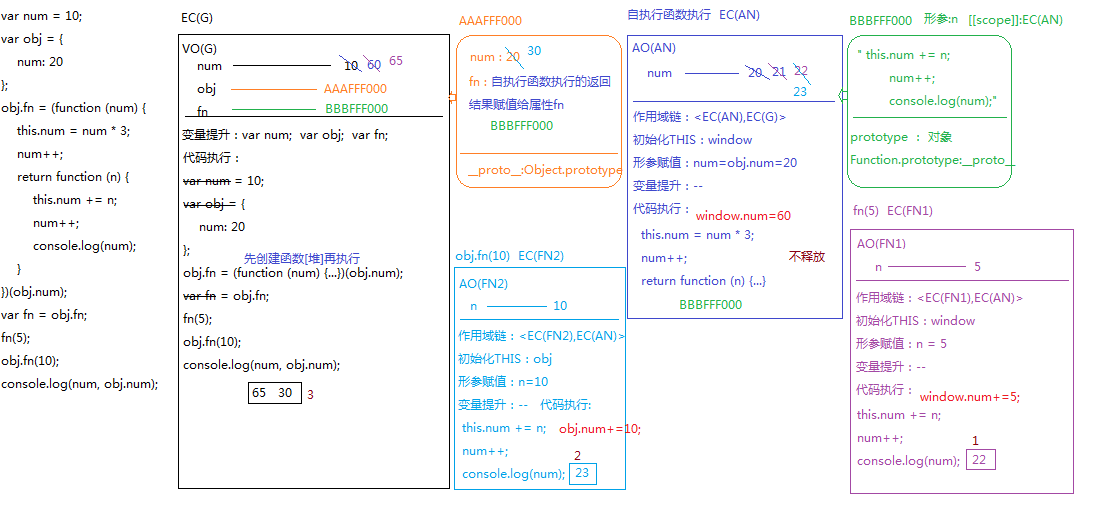 var num = 10;
var obj = {
num: 20
};
obj.fn = (function (num) {
this.num = num * 3;
num++;
return function (n) {
this.num += n;
num++;
console.log(num);
}
})(obj.num);
var fn = obj.fn;
fn(5);
obj.fn(10);
console.log(num, obj.num);
EC(G)
VO(G)
num 10 60 65
obj AAAFFF000
fn BBBFFF000
变量提升：var num; var obj; var fn;
代码执行：
var num = 10;
var obj = {
num: 20
};
先创建函数[堆]再执行
obj.fn = (function (num) {...})(obj.num);
var fn = obj.fn;
fn(5);
obj.fn(10);
console.log(num, obj.num);
65 30 3
AAAFFF000
num : 20 30
fn : 自执行函数执行的返回
结果赋值给属性fn
BBBFFF000
__proto__:Object.prototype
obj.fn(10) EC(FN2)
AO(FN2)
n 10
作用域链：<EC(FN2),EC(AN)>
初始化THIS：obj
形参赋值：n=10
变量提升：-- 代码执行:
this.num += n; obj.num+=10;
num++;
2
console.log(num); 23
自执行函数执行 EC(AN)
AO(AN)
num 20 21 22
23
作用域链：<EC(AN),EC(G)>
初始化THIS：window
形参赋值：num=obj.num=20
变量提升：--
代码执行： window.num=60
this.num = num * 3;
num++; 不释放
return function (n) {...}
BBBFFF000
BBBFFF000 形参:n [[scope]]:EC(AN)
" this.num += n;
num++;
console.log(num);"
prototype ： 对象
Function.prototype:__proto__
fn(5) EC(FN1)
AO(FN1)
n 5
作用域链：<EC(FN1),EC(AN)>
初始化THIS：window
形参赋值：n = 5
变量提升：--
代码执行： window.num+=5;
this.num += n;
num++; 1
console.log(num); 22